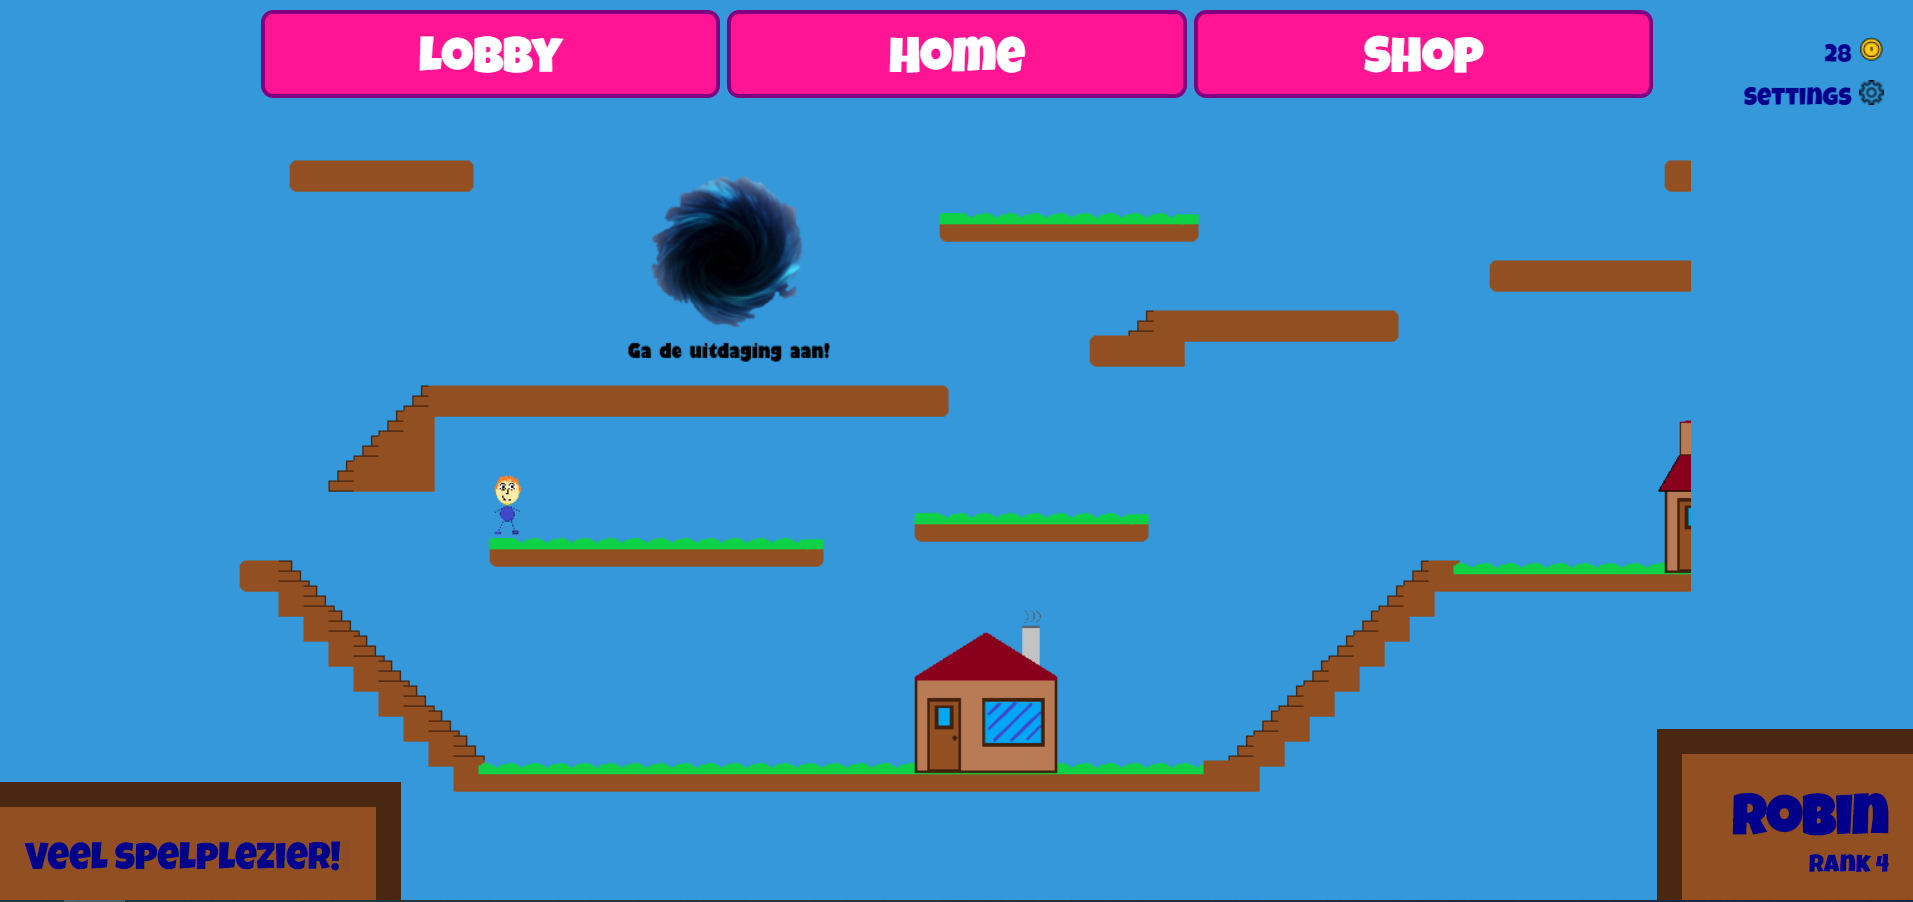 LOBBY
Home
SHOP
28
Settings
Ga de uitdaging aan!
Veel spelplezier!
Robin
Rank 4